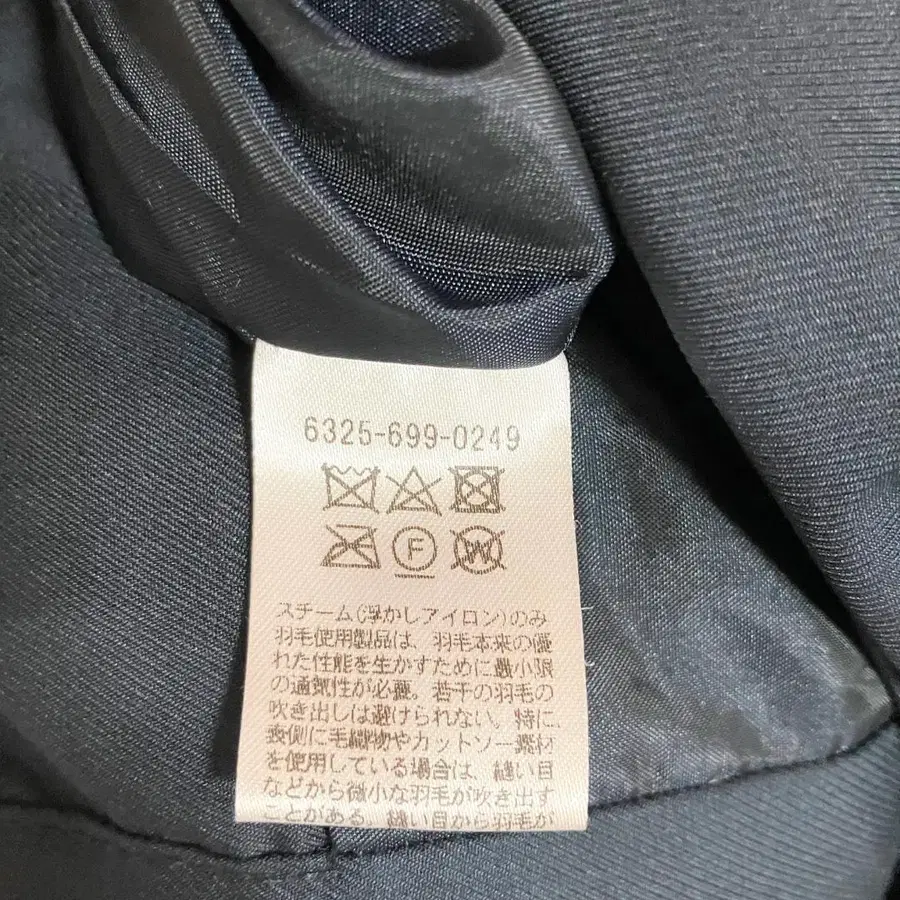 6325-699-0249
F W
スチーム(浮かしアイロン)のみ
羽毛使用製品は、羽毛本来の優
れた性能を生かすために最小限
の通気性が必要。若干の羽毛の
吹き出しは避けられない。特に、
表側に毛織物やカットソー素材
を使用している場合は、縫い目
などから微小な羽毛が吹き出す
ことがある。縫い目から羽毛が